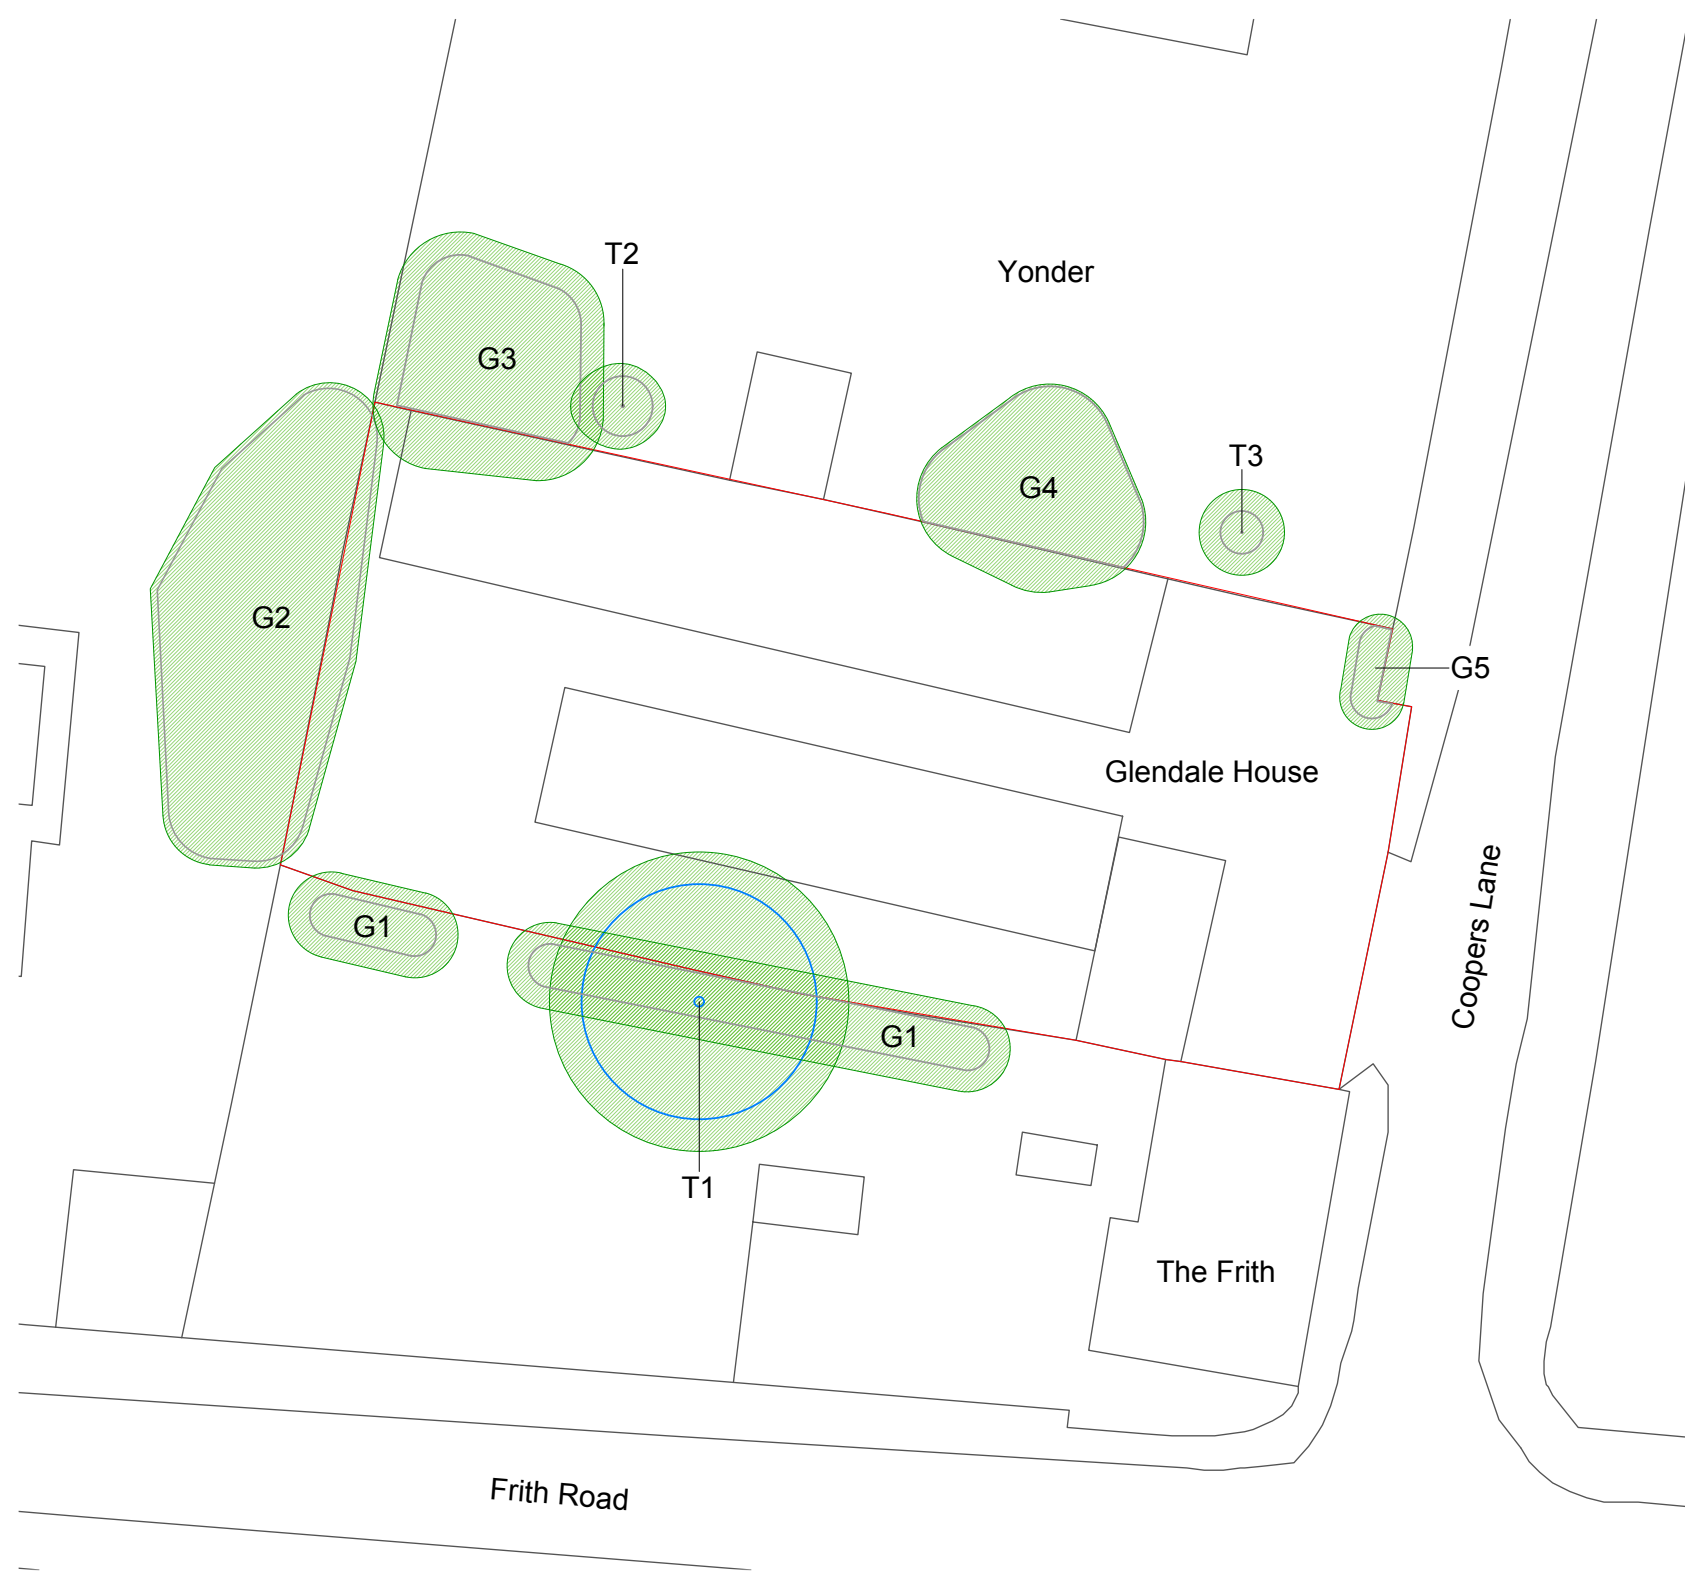 T2
Yonder
G3
T3
G4
G2
G5
Glendale House
Coopers Lane
G1
G1
T1
The Frith
Frith Road